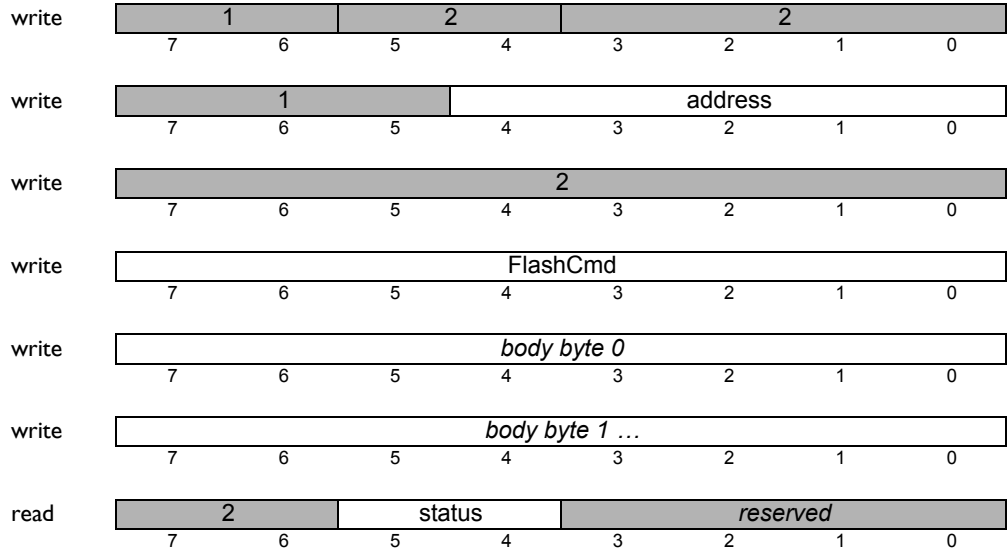 write 1 2 2
7 6 5 4 3 2 1 0
write 1 address
7 6 5 4 3 2 1 0
write 2
7 6 5 4 3 2 1 0
write FlashCmd
7 6 5 4 3 2 1 0
write body byte 0
7 6 5 4 3 2 1 0
write body byte 1 …
7 6 5 4 3 2 1 0
read 2 status reserved
7 6 5 4 3 2 1 0